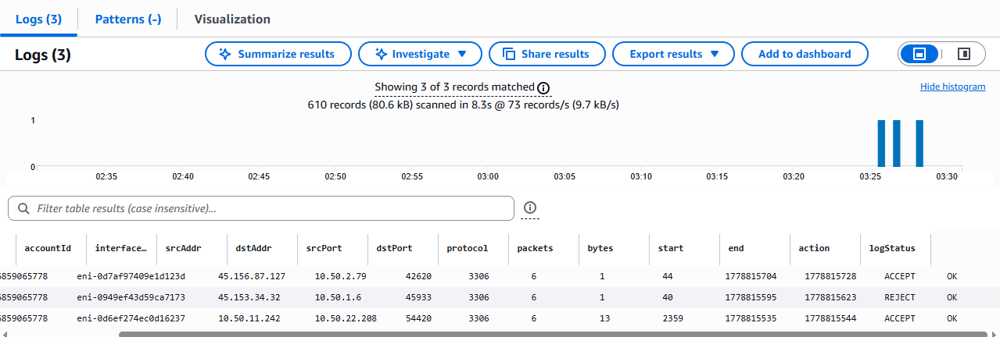 Logs (3) Patterns (-) Visualization
Logs (3) Summarize results Investigate Share results Export results Add to dashboard
Showing 3 of 3 records matched
Hide histogram
610 records (80.6 kB) scanned in 8.3s @ 73 records/s (9.7 kB/s)
1
0
02:35 02:40 02:45 02:50 02:55 03:00 03:05 03:10 03:15 03:20 03:25 03:30
Filter table results (case insensitive)...
accountId interface… srcAddr dstAddr srcPort dstPort protocol packets bytes start end action logStatus
5859065778 eni-0d7af97409e1d123d 45.156.87.127 10.50.2.79 42620 3306 6 1 44 1778815704 1778815728 ACCEPT OK
5859065778 eni-0949ef43d59ca7173 45.153.34.32 10.50.1.6 45933 3306 6 1 40 1778815595 1778815623 REJECT OK
5859065778 eni-0d6ef274ec0d16237 10.50.11.242 10.50.22.208 54420 3306 6 13 2359 1778815535 1778815544 ACCEPT OK